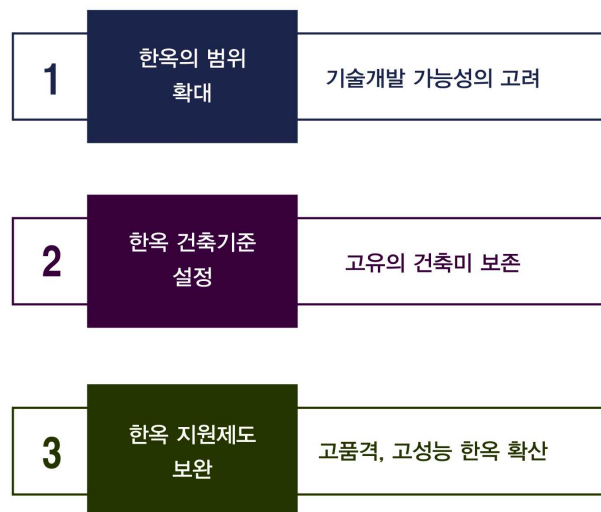 1
한옥의 범위
확대
기술개발 가능성의 고려
2
한옥 건축기준
설정
고유의 건축미 보존
3
한옥 지원제도
보완
고품격, 고성능 한옥 확산